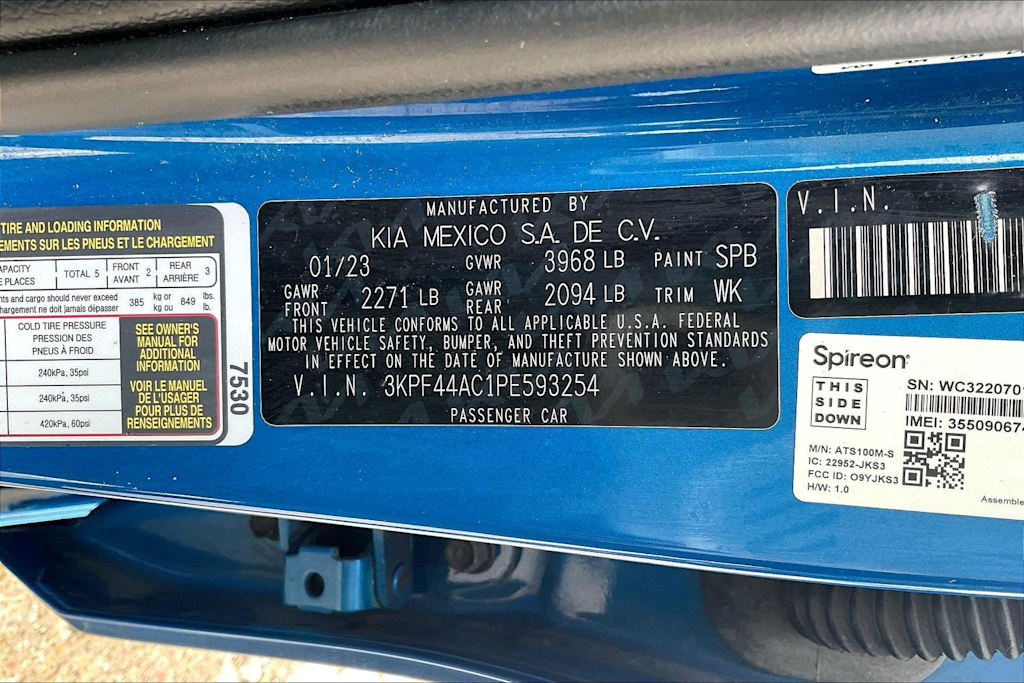 TIRE AND LOADING INFORMATION
SUR LES PNEUS ET LE CHARGEMENT
TOTAL 5
FRONT
AVANT 2
REAR
ARRIÈRE 3
PLACES
and cargo should never exceed
ne doit jamais dépasser
385 kg or
kg ou 849 lbs.
lb.
COLD TIRE PRESSURE
PRESSION DES
PNEUS À FROID
240kPa, 35psi
240kPa, 35psi
420kPa, 60psi
SEE OWNER'S
MANUAL FOR
ADDITIONAL
INFORMATION
VOIR LE MANUEL
DE L'USAGER
POUR PLUS DE
RENSEIGNEMENTS
7530
MANUFACTURED BY
KIA MEXICO S.A. DE C.V.
01/23 GVWR 3968 LB PAINT SPB
GAWR FRONT 2271 LB GAWR REAR 2094 LB TRIM WK
THIS VEHICLE CONFORMS TO ALL APPLICABLE U.S.A. FEDERAL
MOTOR VEHICLE SAFETY, BUMPER, AND THEFT PREVENTION STANDARDS
IN EFFECT ON THE DATE OF MANUFACTURE SHOWN ABOVE.
V.I.N. 3KPF44AC1PE593254
PASSENGER CAR
V.I.N.
Spireon
THIS
SIDE
DOWN
SN: WC322070
IMEI: 35509067
M/N: ATS100M-S
IC: 22952-JKS3
FCC ID: O9YJKS3
H/W: 1.0